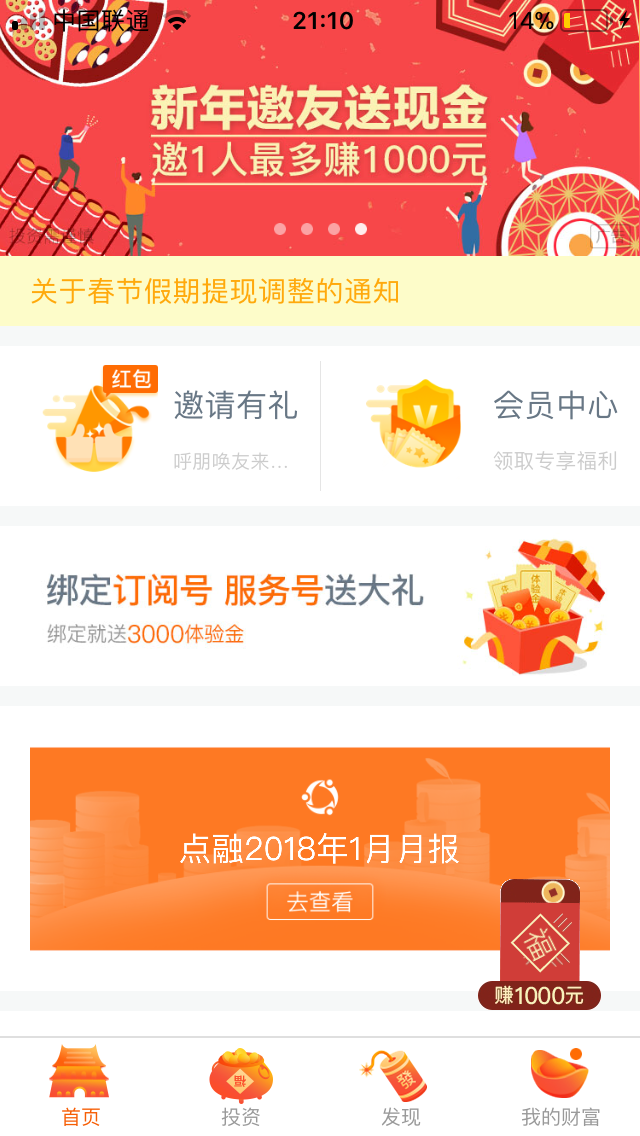 中国联通 21:10 14%
新年邀友送现金
邀1人最多赚1000元
广告
关于春节假期提现调整的通知
红包
邀请有礼
呼朋唤友来...
会员中心
领取专享福利
绑定订阅号 服务号送大礼
绑定就送3000体验金
体验金
点融2018年1月月报
去查看
福
赚1000元
福
發
首页 投资 发现 我的财富